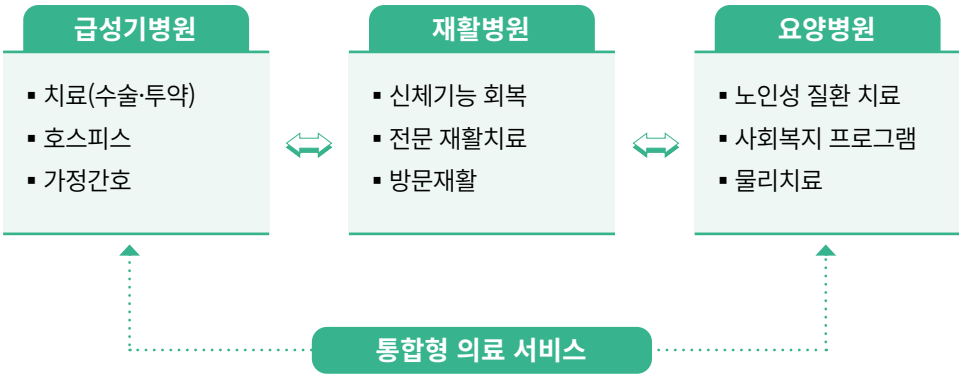 급성기병원
▪ 치료(수술·투약)
▪ 호스피스
▪ 가정간호
재활병원
▪ 신체기능 회복
▪ 전문 재활치료
▪ 방문재활
요양병원
▪ 노인성 질환 치료
▪ 사회복지 프로그램
▪ 물리치료
통합형 의료 서비스